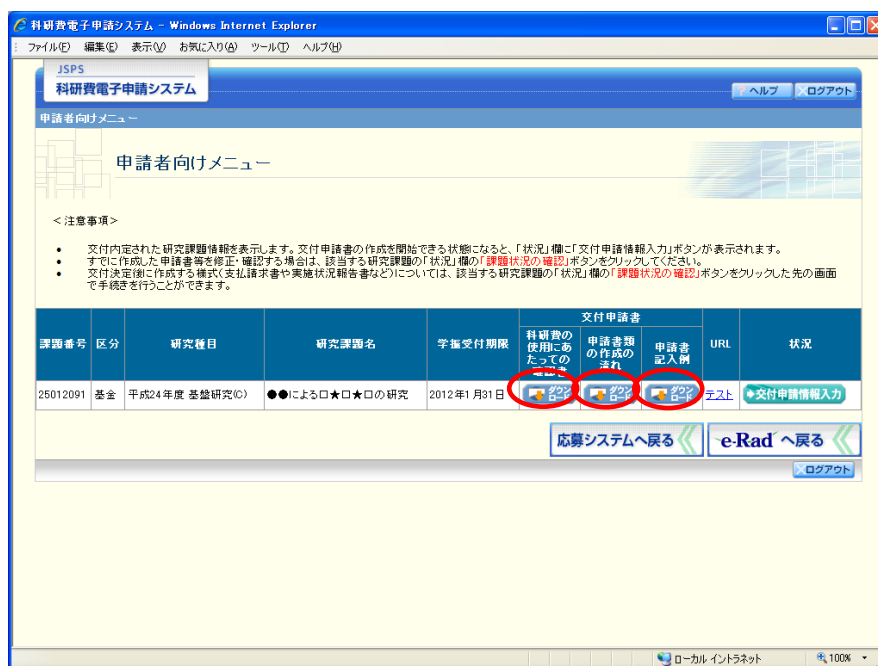 科研費電子申請システム - Windows Internet Explorer
ファイル(F) 編集(E) 表示(V) お気に入り(A) ツール(T) ヘルプ(H)
JSPS
科研費電子申請システム
? ヘルプ ×ログアウト
申請者向けメニュー
申請者向けメニュー
<注意事項>
• 交付内定された研究課題情報を表示します。交付申請書の作成を開始できる状態になると、「状況」欄に「交付申請情報入力」ボタンが表示されます。
• すでに作成した申請書等を修正・確認する場合は、該当する研究課題の「状況」欄の「課題状況の確認」ボタンをクリックしてください。
• 交付決定後に作成する様式(支払請求書や実施状況報告書など)については、該当する研究課題の「状況」欄の「課題状況の確認」ボタンをクリックした先の画面
で手続きを行うことができます。
交付申請書
課題番号 区分 研究種目 研究課題名 学振受付期限 科研費の使用にあたっての確認書 申請書類の作成の流れ 申請書記入例 URL 状況
25012091 基金 平成24年度 基盤研究(C) ●●による□★□★□の研究 2012年1月31日 ダウンロード ダウンロード ダウンロード テスト 交付申請情報入力
応募システムへ戻る e-Rad へ戻る
×ログアウト
ローカル イントラネット 100%